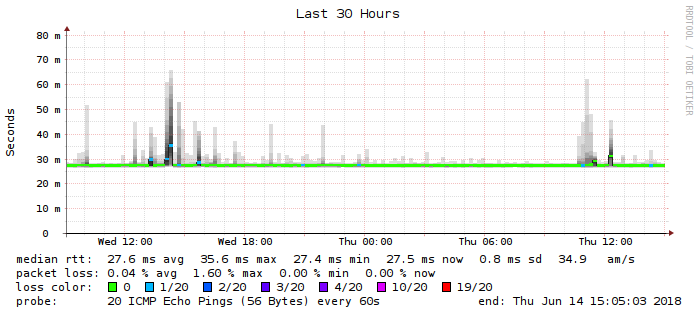 Last 30 Hours
RRDTOOL / TOBI OETIKER
Seconds
80 m
70 m
60 m
50 m
40 m
30 m
20 m
10 m
0
Wed 12:00 Wed 18:00 Thu 00:00 Thu 06:00 Thu 12:00
median rtt: 27.6 ms avg 35.6 ms max 27.4 ms min 27.5 ms now 0.8 ms sd 34.9 am/s
packet loss: 0.04 % avg 1.60 % max 0.00 % min 0.00 % now
loss color: 0 1/20 2/20 3/20 4/20 10/20 19/20
probe: 20 ICMP Echo Pings (56 Bytes) every 60s end: Thu Jun 14 15:05:03 2018